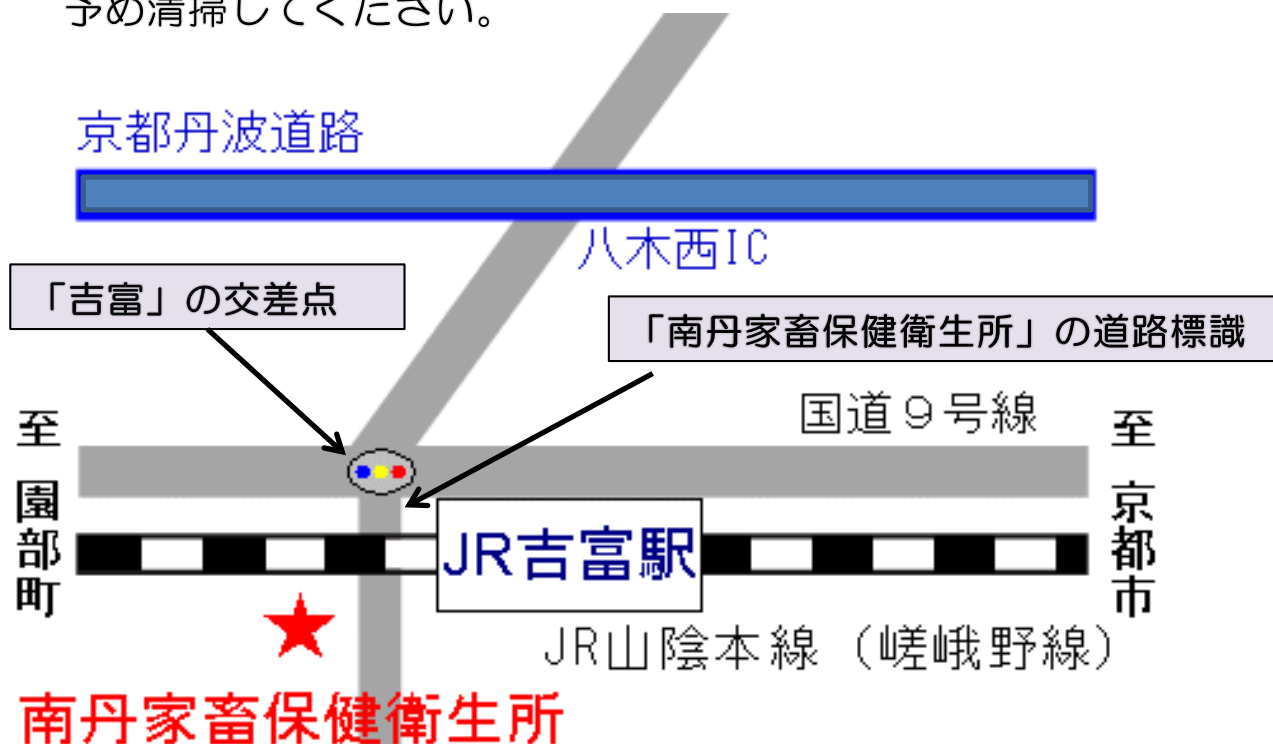 予め清掃してください。
京都丹波道路
八木西IC
「吉富」の交差点
「南丹家畜保健衛生所」の道路標識
国道９号線
至 園部町
至 京都市
JR吉富駅
JR山陰本線（嵯峨野線）
南丹家畜保健衛生所